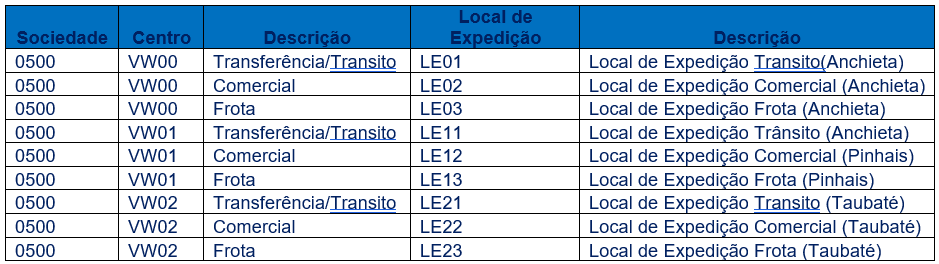 Sociedade Centro Descrição Local de Expedição Descrição
0500 VW00 Transferência/Transito LE01 Local de Expedição Transito(Anchieta)
0500 VW00 Comercial LE02 Local de Expedição Comercial (Anchieta)
0500 VW00 Frota LE03 Local de Expedição Frota (Anchieta)
0500 VW01 Transferência/Transito LE11 Local de Expedição Trânsito (Anchieta)
0500 VW01 Comercial LE12 Local de Expedição Comercial (Pinhais)
0500 VW01 Frota LE13 Local de Expedição Frota (Pinhais)
0500 VW02 Transferência/Transito LE21 Local de Expedição Transito (Taubaté)
0500 VW02 Comercial LE22 Local de Expedição Comercial (Taubaté)
0500 VW02 Frota LE23 Local de Expedição Frota (Taubaté)